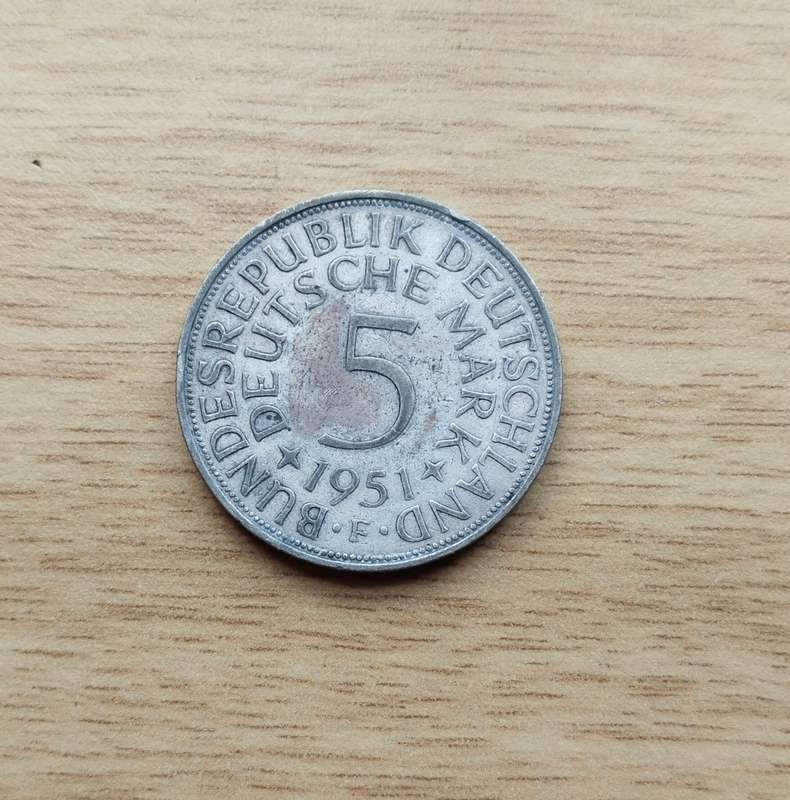 BUNDESREPUBLIK DEUTSCHLAND
DEUTSCHE MARK
5
1951
· F ·